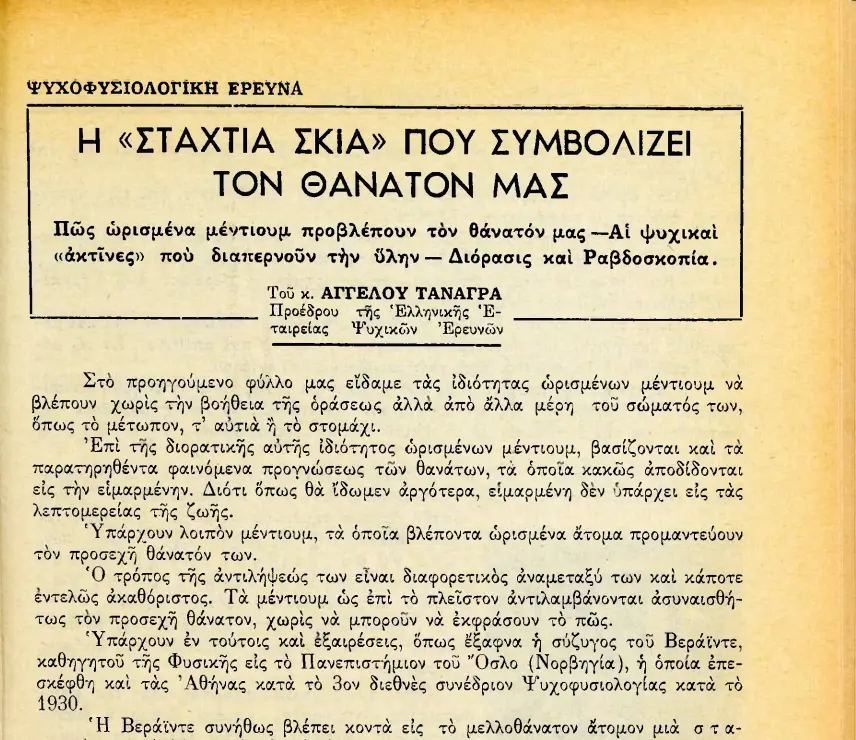 ΨΥΧΟΦΥΣΙΟΛΟΓΙΚΗ ΕΡΕΥΝΑ
Η «ΣΤΑΧΤΙΑ ΣΚΙΑ» ΠΟΥ ΣΥΜΒΟΛΙΖΕΙ
ΤΟΝ ΘΑΝΑΤΟΝ ΜΑΣ
Πῶς ὡρισμένα μέντιουμ προβλέπουν τὸν θάνατόν μας —Αἱ ψυχικαὶ
«ἀκτῖνες» ποὺ διαπερνοῦν τὴν ὕλην — Διόρασις καὶ Ραβδοσκοπία.
Τοῦ κ. ΑΓΓΕΛΟΥ ΤΑΝΑΓΡΑ
Προέδρου τῆς Ἑλληνικῆς Ἑ-
ταιρείας Ψυχικῶν Ἐρευνῶν
Στὸ προηγούμενο φύλλο μας εἴδαμε τὰς ἰδιότητας ὡρισμένων μέντιουμ νὰ
βλέπουν χωρὶς τὴν βοήθεια τῆς ὁράσεως ἀλλὰ ἀπὸ ἄλλα μέρη τοῦ σώματός των,
ὅπως τὸ μέτωπον, τ' αὐτιὰ ἢ τὸ στομάχι.
Ἐπὶ τῆς διορατικῆς αὐτῆς ἰδιότητος ὡρισμένων μέντιουμ, βασίζονται καὶ τὰ
παρατηρηθέντα φαινόμενα προγνώσεως τῶν θανάτων, τὰ ὁποῖα κακῶς ἀποδίδονται
εἰς τὴν εἱμαρμένην. Διότι ὅπως θὰ ἴδωμεν ἀργότερα, εἱμαρμένη δὲν ὑπάρχει εἰς τὰς
λεπτομερείας τῆς ζωῆς.
Ὑπάρχουν λοιπὸν μέντιουμ, τὰ ὁποῖα βλέποντα ὡρισμένα ἄτομα προμαντεύουν
τὸν προσεχῆ θάνατόν των.
Ὁ τρόπος τῆς ἀντιλήψεώς των εἶναι διαφορετικὸς ἀναμεταξύ των καὶ κάποτε
ἐντελῶς ἀκαθόριστος. Τὰ μέντιουμ ὡς ἐπὶ τὸ πλεῖστον ἀντιλαμβάνονται ἀσυναισθή-
τως τὸν προσεχῆ θάνατον, χωρὶς νὰ μποροῦν νὰ ἐκφράσουν τὸ πῶς.
Ὑπάρχουν ἐν τούτοις καὶ ἐξαιρέσεις, ὅπως ἔξαφνα ἡ σύζυγος τοῦ Βεράϊντε,
καθηγητοῦ τῆς Φυσικῆς εἰς τὸ Πανεπιστήμιον τοῦ Ὄσλο (Νορβηγία), ἡ ὁποία ἐπε-
σκέφθη καὶ τὰς Ἀθήνας κατὰ τὸ 3ον διεθνὲς συνέδριον Ψυχοφυσιολογίας κατὰ τὸ
1930.
Ἡ Βεράϊντε συνήθως βλέπει κοντὰ εἰς τὸ μελλοθάνατον ἄτομον μιὰ σ τ α-